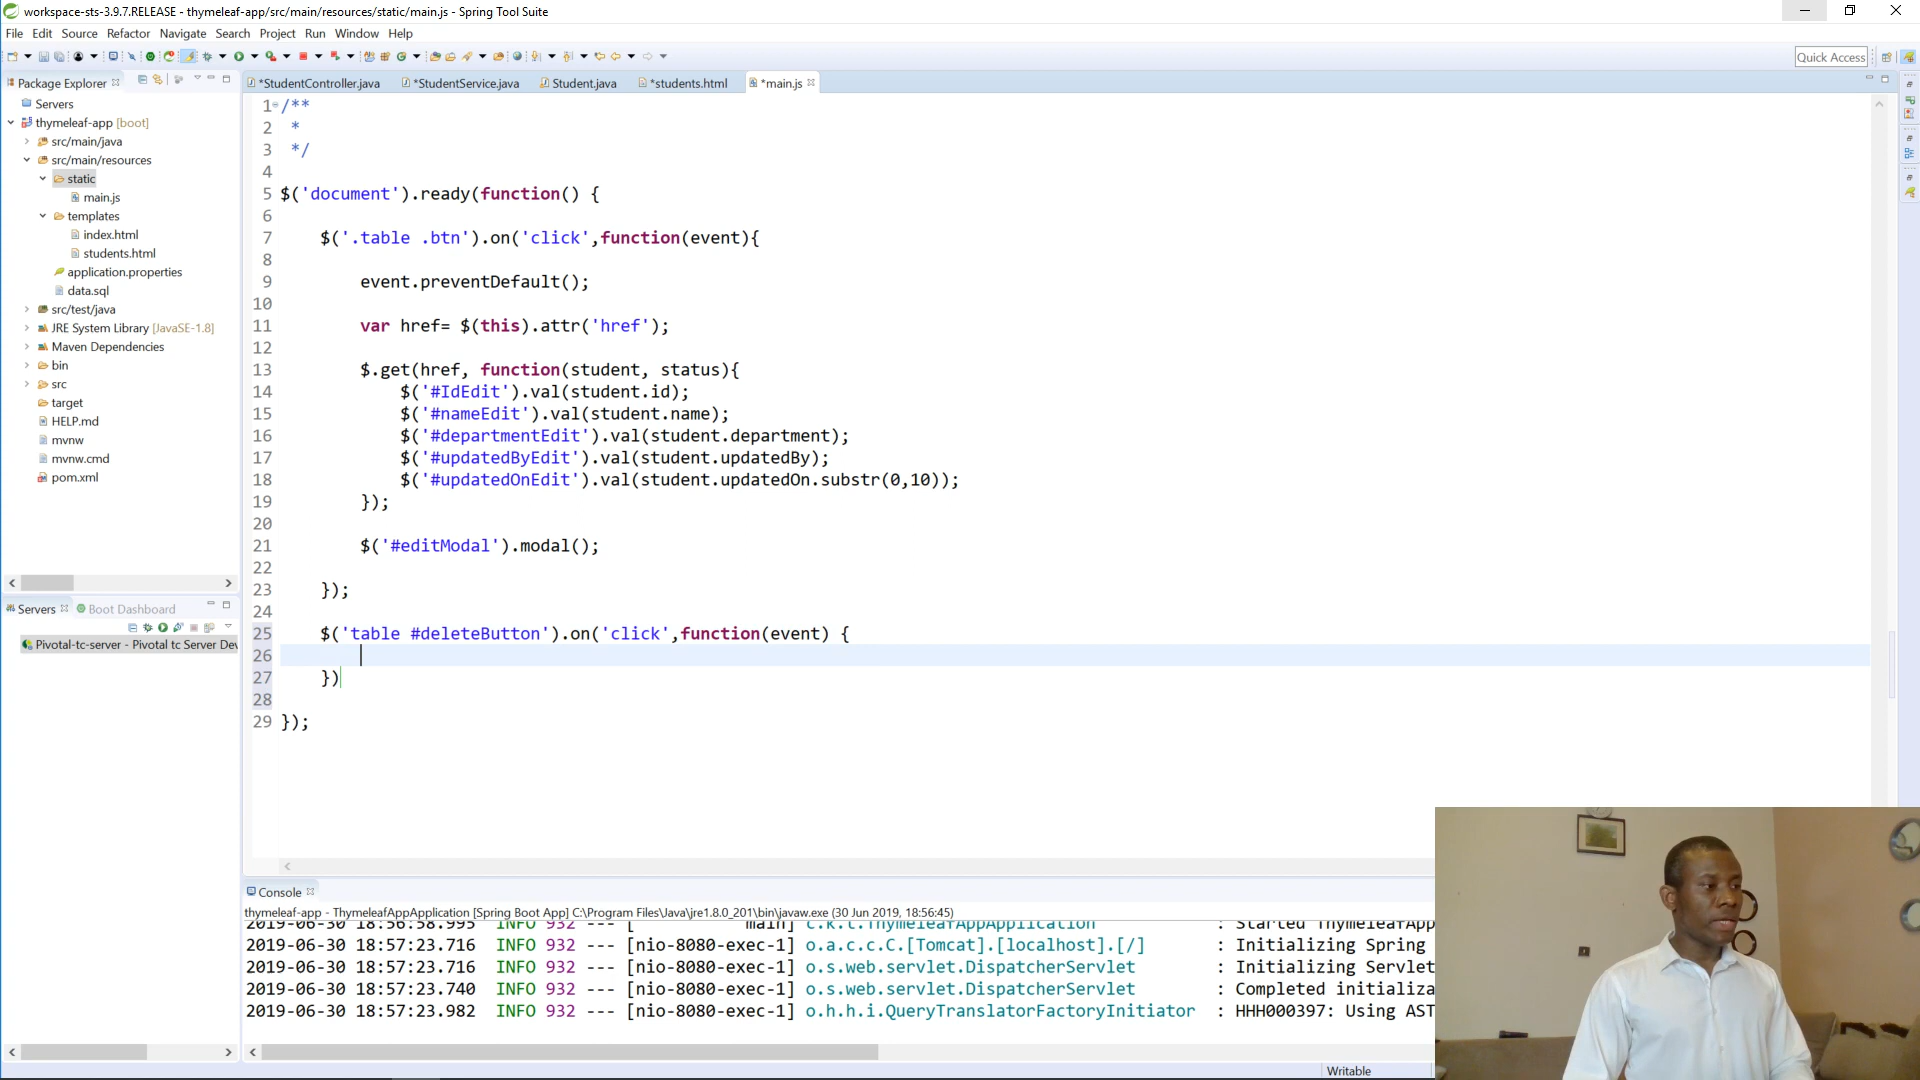 workspace-sts-3.9.7.RELEASE - thymeleaf-app/src/main/resources/static/main.js - Spring Tool Suite
File Edit Source Refactor Navigate Search Project Run Window Help
Quick Access
Package Explorer
Servers
thymeleaf-app [boot]
src/main/java
src/main/resources
static
main.js
templates
index.html
students.html
application.properties
data.sql
src/test/java
JRE System Library [JavaSE-1.8]
Maven Dependencies
bin
src
target
HELP.md
mvnw
mvnw.cmd
pom.xml
Servers Boot Dashboard
Pivotal-tc-server - Pivotal tc Server Dev
*StudentController.java *StudentService.java Student.java *students.html *main.js
1 /**
2 *
3 */
4
5 $('document').ready(function() {
6
7 $('.table .btn').on('click',function(event){
8
9 event.preventDefault();
10
11 var href= $(this).attr('href');
12
13 $.get(href, function(student, status){
14 $('#IdEdit').val(student.id);
15 $('#nameEdit').val(student.name);
16 $('#departmentEdit').val(student.department);
17 $('#updatedByEdit').val(student.updatedBy);
18 $('#updatedOnEdit').val(student.updatedOn.substr(0,10));
19 });
20
21 $('#editModal').modal();
22
23 });
24
25 $('table #deleteButton').on('click',function(event) {
26
27 })
28
29 });
Console
thymeleaf-app - ThymeleafAppApplication [Spring Boot App] C:\Program Files\Java\jre1.8.0_201\bin\javaw.exe (30 Jun 2019, 18:56:45)
2019-06-30 18:56:58.995 INFO 932 --- [ main] c.k.t.ThymeleafAppApplication : Started ThymeleafApp
2019-06-30 18:57:23.716 INFO 932 --- [nio-8080-exec-1] o.a.c.c.C.[Tomcat].[localhost].[/] : Initializing Spring
2019-06-30 18:57:23.716 INFO 932 --- [nio-8080-exec-1] o.s.web.servlet.DispatcherServlet : Initializing Servlet
2019-06-30 18:57:23.740 INFO 932 --- [nio-8080-exec-1] o.s.web.servlet.DispatcherServlet : Completed initializa
2019-06-30 18:57:23.982 INFO 932 --- [nio-8080-exec-1] o.h.h.i.QueryTranslatorFactoryInitiator : HHH000397: Using AST
Writable